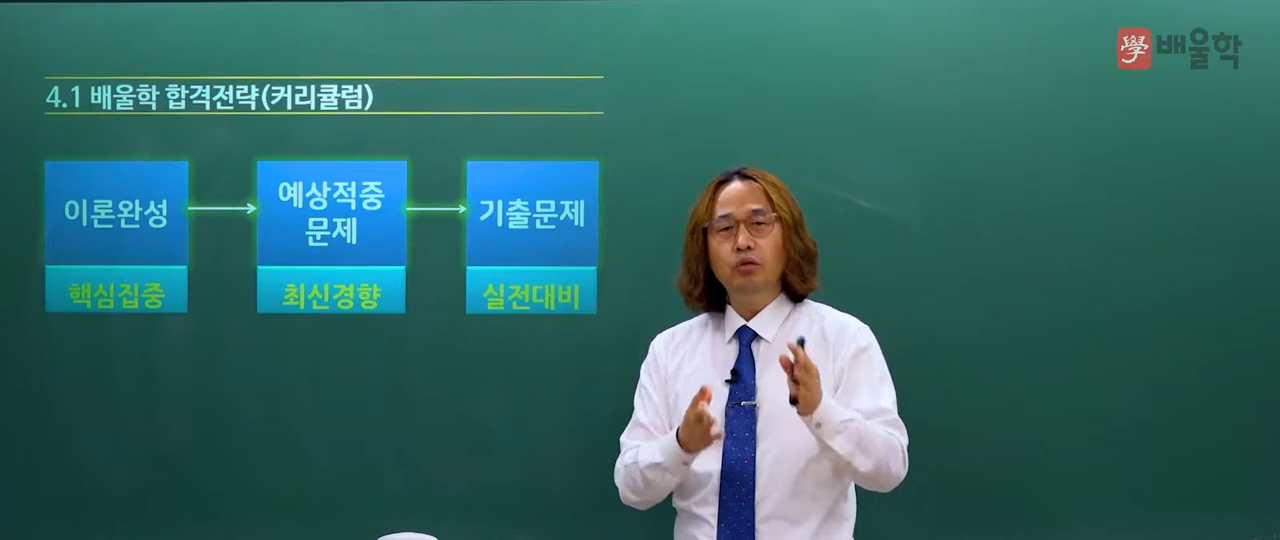 學 배울학
4.1 배울학 합격전략(커리큘럼)
이론완성
핵심집중
예상적중
문제
최신경향
기출문제
실전대비